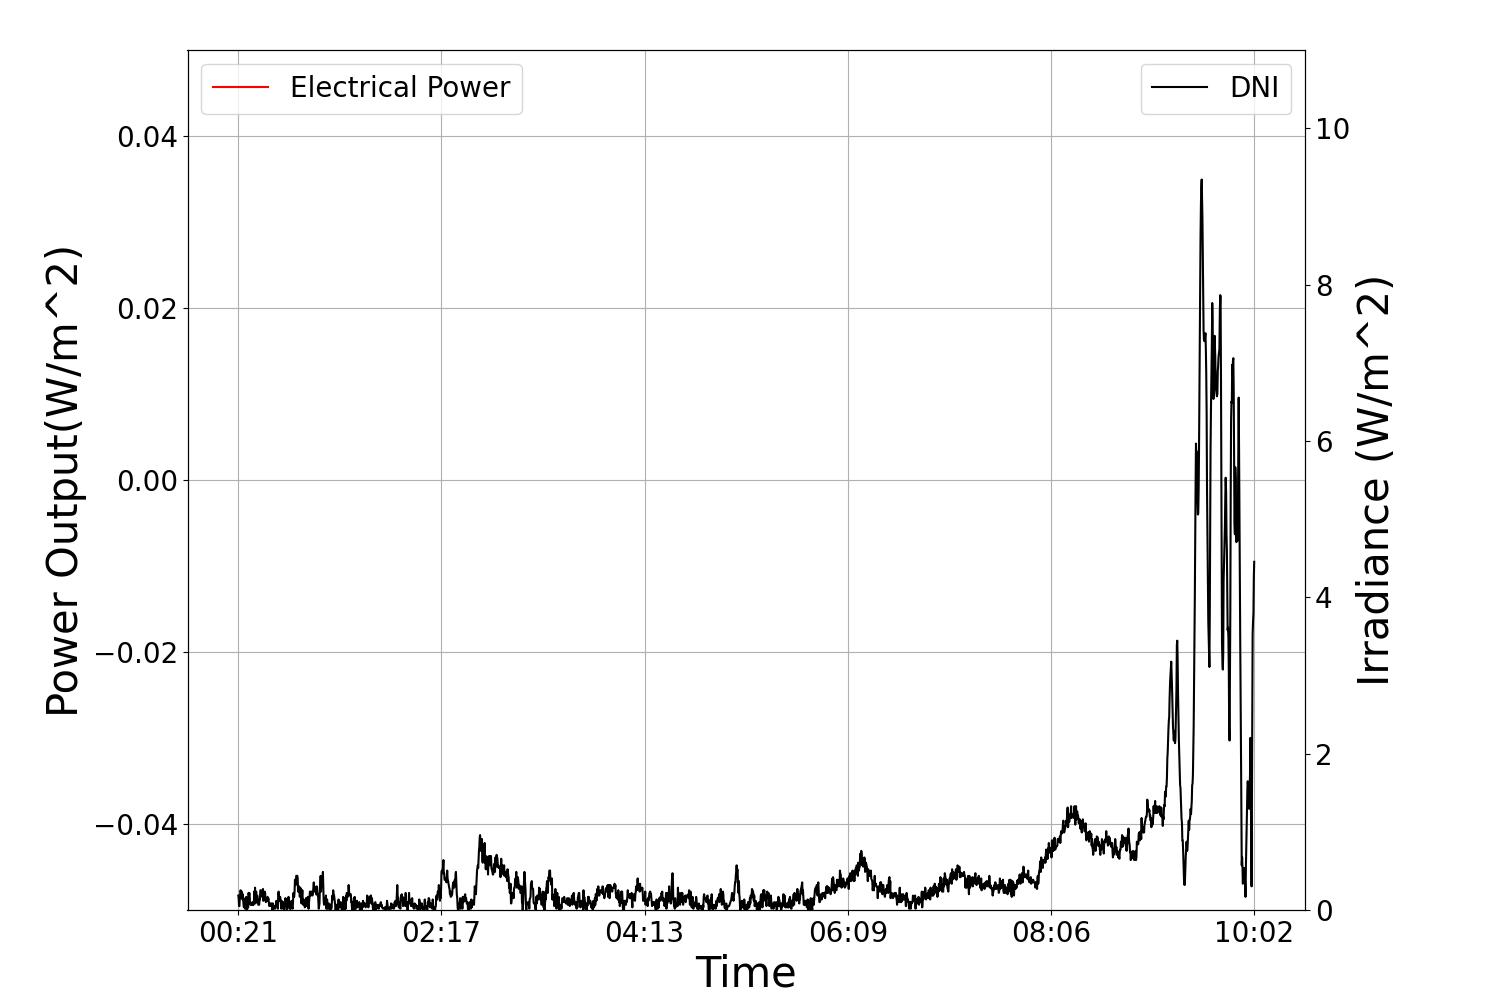 Electrical Power
DNI
0.04
0.02
0.00
−0.02
−0.04
Power Output(W/m^2)
10
8
6
4
2
0
Irradiance (W/m^2)
00:21 02:17 04:13 06:09 08:06 10:02
Time